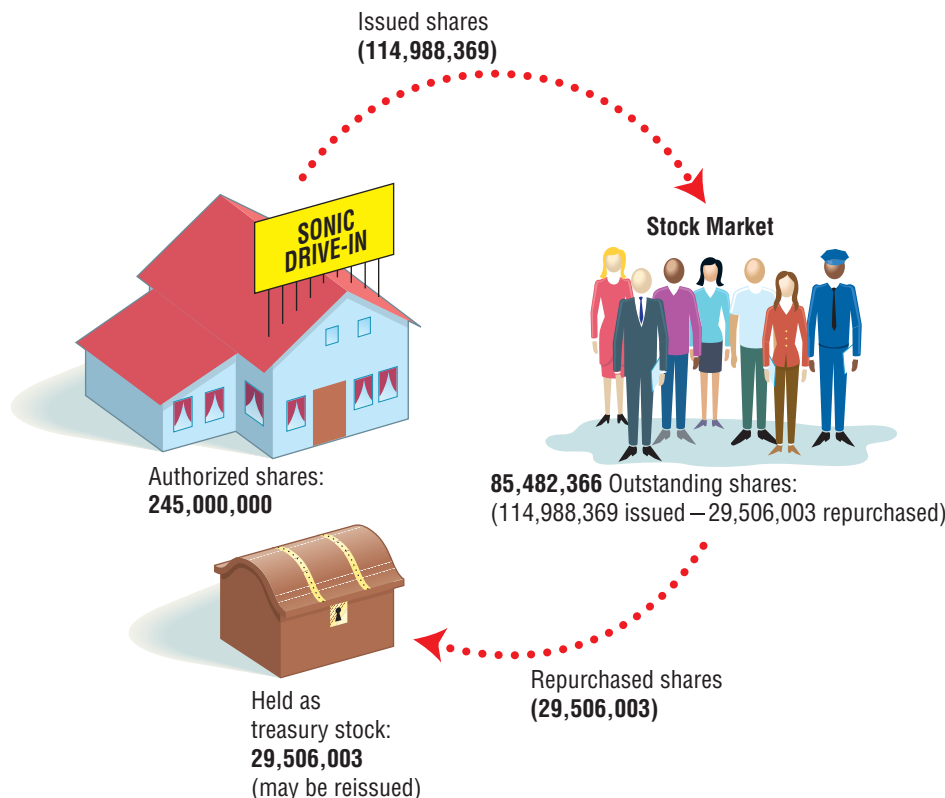 Issued shares
(114,988,369)
SONIC
DRIVE-IN
Stock Market
Authorized shares:
245,000,000
85,482,366 Outstanding shares:
(114,988,369 issued – 29,506,003 repurchased)
Repurchased shares
(29,506,003)
Held as
treasury stock:
29,506,003
(may be reissued)